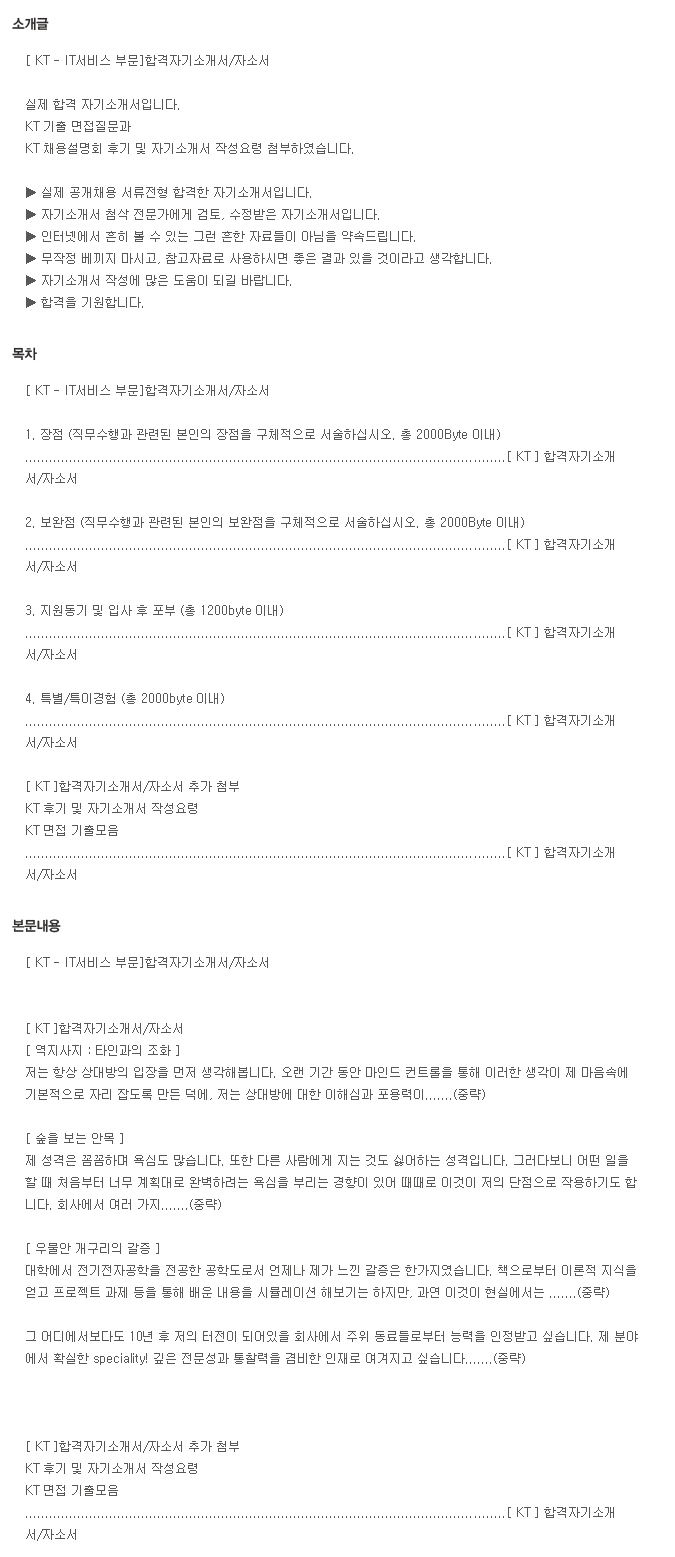 소개글
[ KT - IT서비스 부문]합격자기소개서/자소서
실제 합격 자기소개서입니다.
KT 기출 면접질문과
KT 채용설명회 후기 및 자기소개서 작성요령 첨부하였습니다.
▶ 실제 공개채용 서류전형 합격한 자기소개서입니다.
▶ 자기소개서 첨삭 전문가에게 검토, 수정받은 자기소개서입니다.
▶ 인터넷에서 흔히 볼 수 있는 그런 흔한 자료들이 아님을 약속드립니다.
▶ 무작정 베끼지 마시고, 참고자료로 사용하시면 좋은 결과 있을 것이라고 생각합니다.
▶ 자기소개서 작성에 많은 도움이 되길 바랍니다.
▶ 합격을 기원합니다.
목차
[ KT - IT서비스 부문]합격자기소개서/자소서
1. 장점 (직무수행과 관련된 본인의 장점을 구체적으로 서술하십시오. 총 2000Byte 이내)
................................................................................................[ KT ] 합격자기소개
서/자소서
2. 보완점 (직무수행과 관련된 본인의 보완점을 구체적으로 서술하십시오. 총 2000Byte 이내)
................................................................................................[ KT ] 합격자기소개
서/자소서
3. 지원동기 및 입사 후 포부 (총 1200byte 이내)
................................................................................................[ KT ] 합격자기소개
서/자소서
4. 특별/특이경험 (총 2000byte 이내)
................................................................................................[ KT ] 합격자기소개
서/자소서
[ KT ]합격자기소개서/자소서 추가 첨부
KT 후기 및 자기소개서 작성요령
KT 면접 기출모음
................................................................................................[ KT ] 합격자기소개
서/자소서
본문내용
[ KT - IT서비스 부문]합격자기소개서/자소서
[ KT ]합격자기소개서/자소서
[ 역지사지 : 타인과의 조화 ]
저는 항상 상대방의 입장을 먼저 생각해봅니다. 오랜 기간 동안 마인드 컨트롤을 통해 이러한 생각이 제 마음속에
기본적으로 자리 잡도록 만든 덕에, 저는 상대방에 대한 이해심과 포용력이.......(중략)
[ 숲을 보는 안목 ]
제 성격은 꼼꼼하며 욕심도 많습니다. 또한 다른 사람에게 지는 것도 싫어하는 성격입니다. 그러다보니 어떤 일을
할 때 처음부터 너무 계획대로 완벽하려는 욕심을 부리는 경향이 있어 때때로 이것이 저의 단점으로 작용하기도 합
니다. 회사에서 여러 가지.......(중략)
[ 우물안 개구리의 갈증 ]
대학에서 전기전자공학을 전공한 공학도로서 언제나 제가 느낀 갈증은 한가지였습니다. 책으로부터 이론적 지식을
얻고 프로젝트 과제 등을 통해 배운 내용을 시뮬레이션 해보기는 하지만, 과연 이것이 현실에서는 .......(중략)
그 어디에서보다도 10년 후 저의 터전이 되어있을 회사에서 주위 동료들로부터 능력을 인정받고 싶습니다. 제 분야
에서 확실한 speciality! 깊은 전문성과 통찰력을 겸비한 인재로 여겨지고 싶습니다.......(중략)
[ KT ]합격자기소개서/자소서 추가 첨부
KT 후기 및 자기소개서 작성요령
KT 면접 기출모음
................................................................................................[ KT ] 합격자기소개
서/자소서